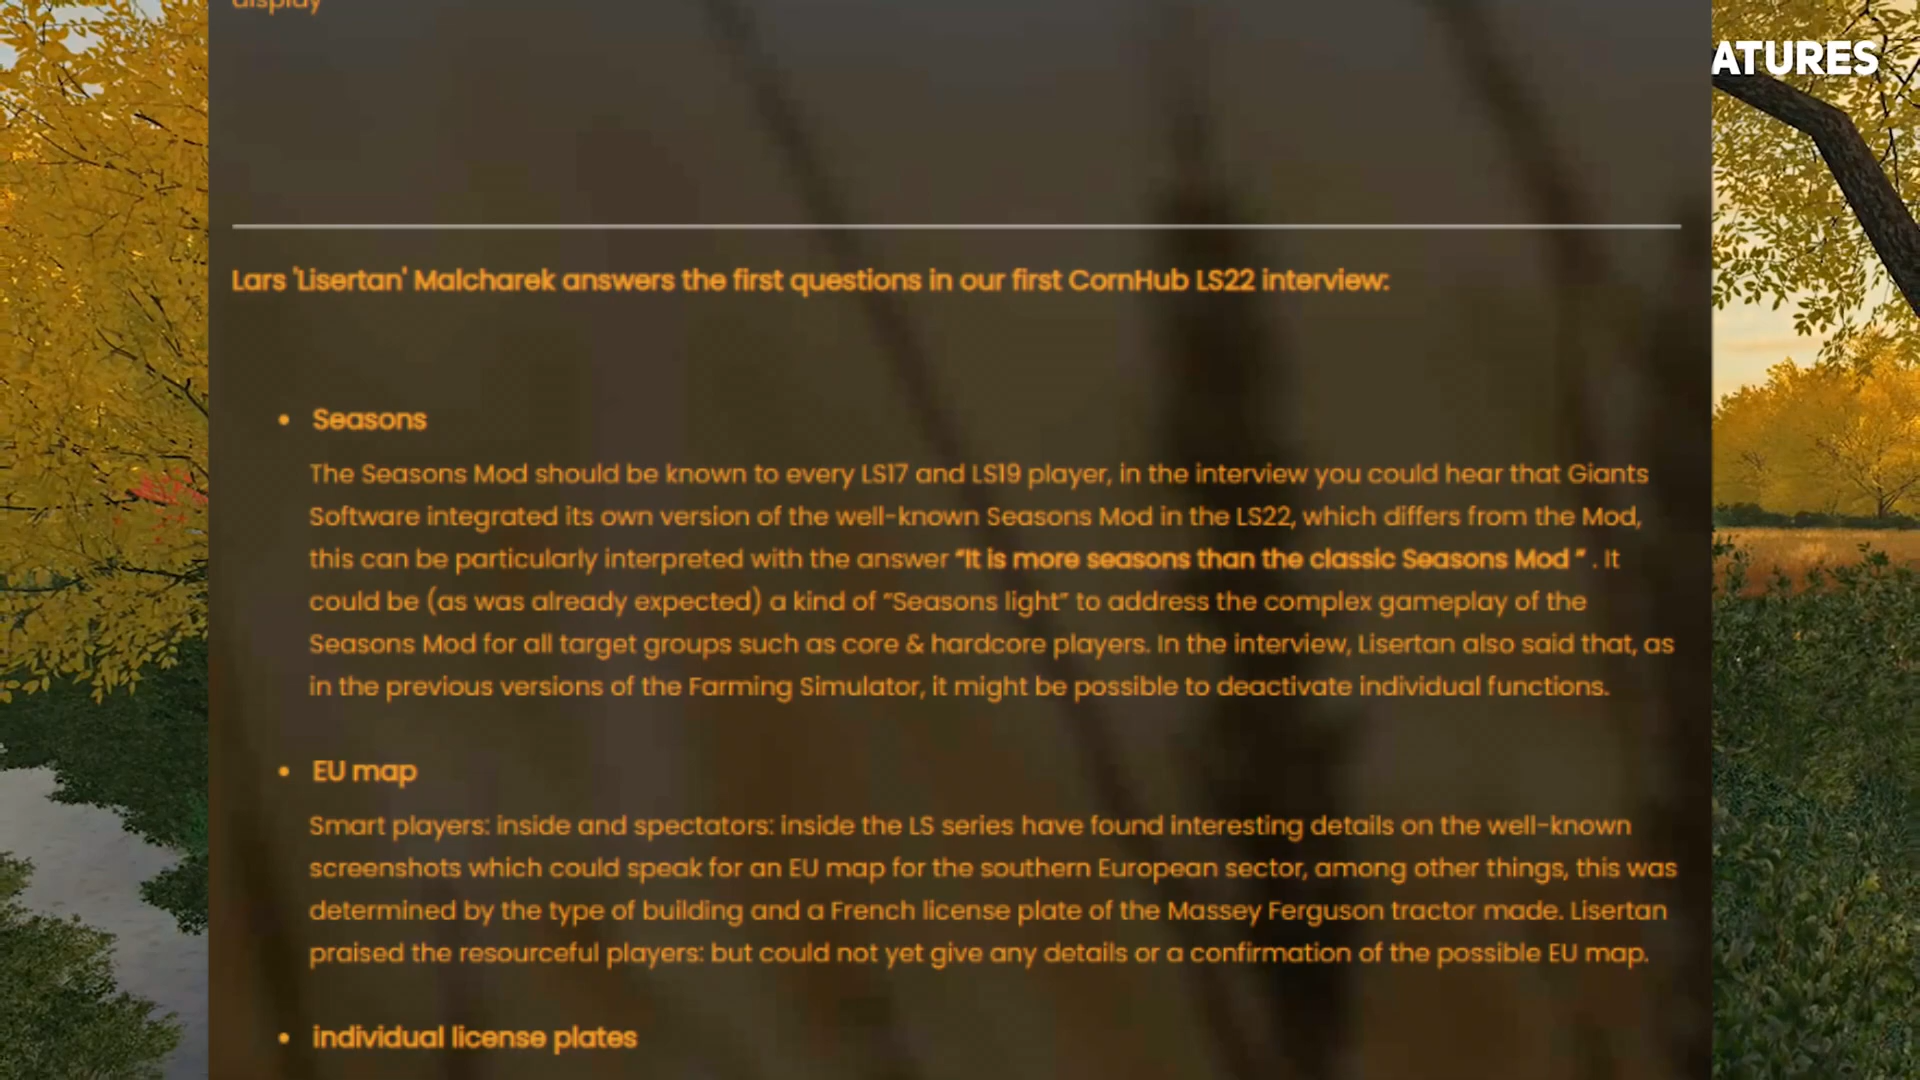 display
ATURES
Lars 'Lisertan' Malcharek answers the first questions in our first CornHub LS22 interview:
• Seasons
The Seasons Mod should be known to every LS17 and LS19 player, in the interview you could hear that Giants
Software integrated its own version of the well-known Seasons Mod in the LS22, which differs from the Mod,
this can be particularly interpreted with the answer “It is more seasons than the classic Seasons Mod ” . It
could be (as was already expected) a kind of “Seasons light” to address the complex gameplay of the
Seasons Mod for all target groups such as core & hardcore players. In the interview, Lisertan also said that, as
in the previous versions of the Farming Simulator, it might be possible to deactivate individual functions.
• EU map
Smart players: inside and spectators: inside the LS series have found interesting details on the well-known
screenshots which could speak for an EU map for the southern European sector, among other things, this was
determined by the type of building and a French license plate of the Massey Ferguson tractor made. Lisertan
praised the resourceful players: but could not yet give any details or a confirmation of the possible EU map.
• individual license plates